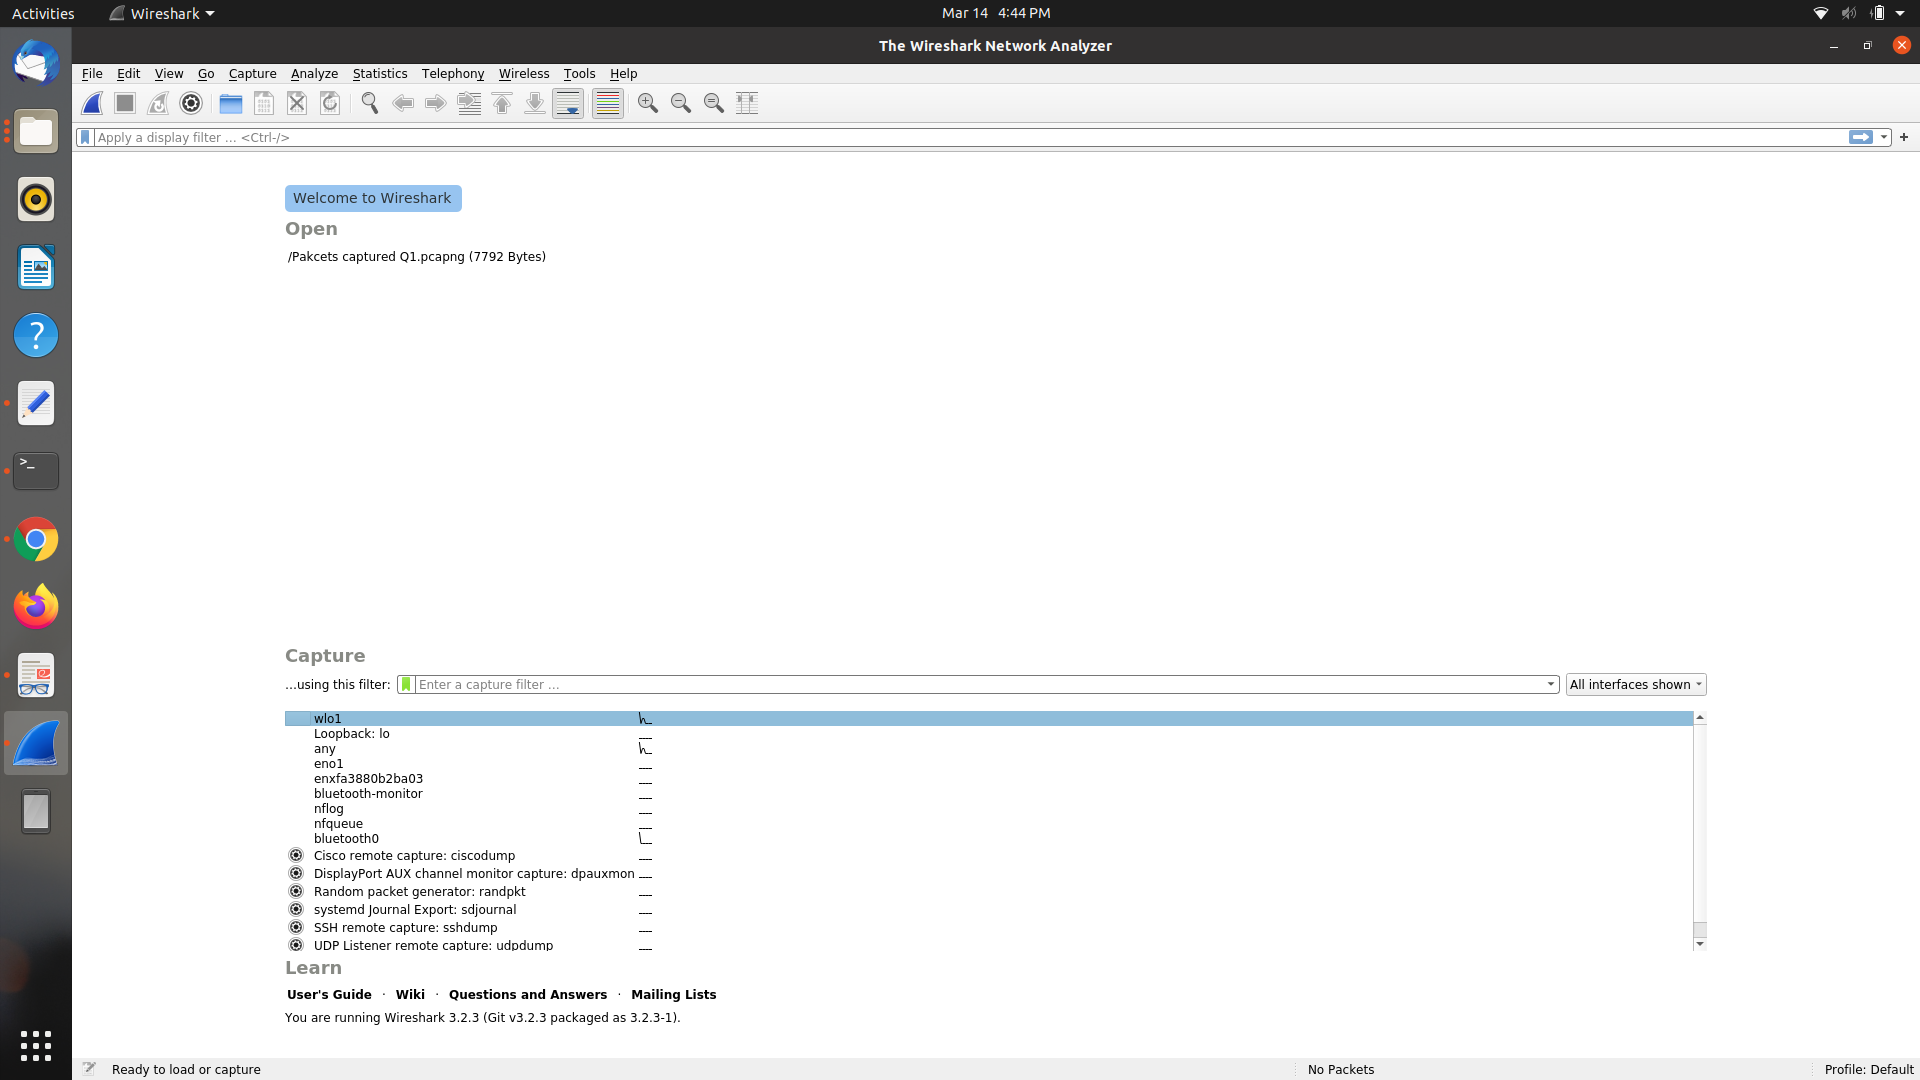 Activities
Wireshark
Mar 14 4:44 PM
The Wireshark Network Analyzer
File Edit View Go Capture Analyze Statistics Telephony Wireless Tools Help
Apply a display filter … <Ctrl-/>
+
Welcome to Wireshark
Open
/Pakcets captured Q1.pcapng (7792 Bytes)
Capture
…using this filter:
Enter a capture filter …
All interfaces shown
wlo1
Loopback: lo
any
eno1
enxfa3880b2ba03
bluetooth-monitor
nflog
nfqueue
bluetooth0
Cisco remote capture: ciscodump
DisplayPort AUX channel monitor capture: dpauxmon
Random packet generator: randpkt
systemd Journal Export: sdjournal
SSH remote capture: sshdump
UDP Listener remote capture: udpdump
Learn
User's Guide · Wiki · Questions and Answers · Mailing Lists
You are running Wireshark 3.2.3 (Git v3.2.3 packaged as 3.2.3-1).
Ready to load or capture
No Packets
Profile: Default